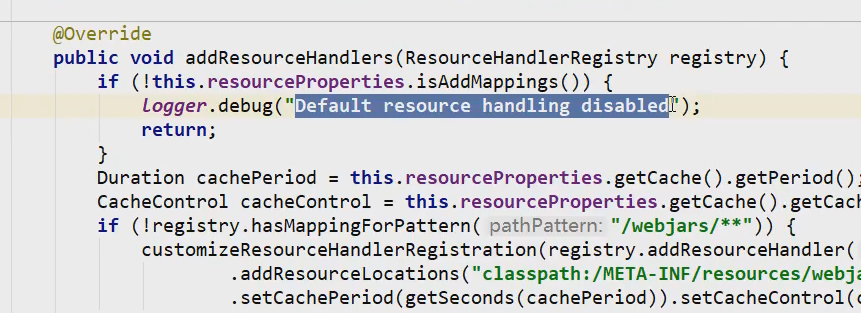 @Override
public void addResourceHandlers(ResourceHandlerRegistry registry) {
if (!this.resourceProperties.isAddMappings()) {
logger.debug("Default resource handling disabled");
return;
}
Duration cachePeriod = this.resourceProperties.getCache().getPeriod();
CacheControl cacheControl = this.resourceProperties.getCache().getCach
if (!registry.hasMappingForPattern( pathPattern: "/webjars/**")) {
customizeResourceHandlerRegistration(registry.addResourceHandler(
.addResourceLocations("classpath:/META-INF/resources/webja
.setCachePeriod(getSeconds(cachePeriod)).setCacheControl(c